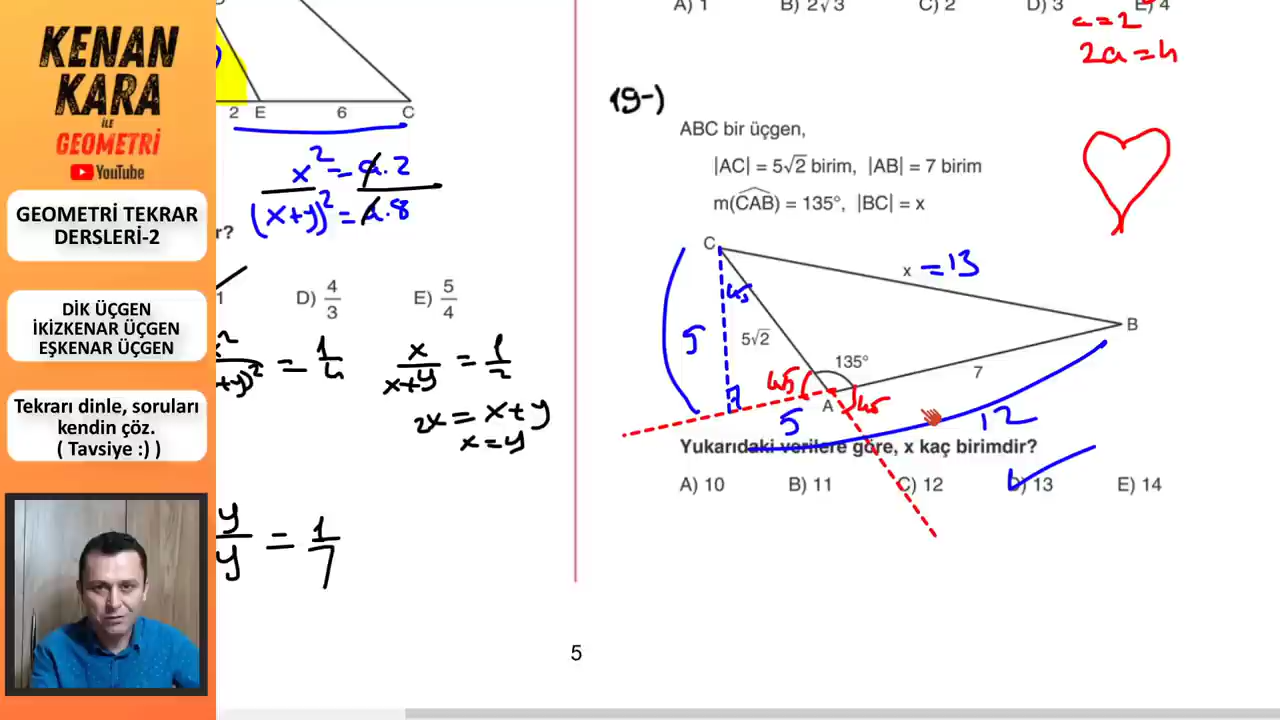 KENAN
KARA
İLE
GEOMETRİ
YouTube
GEOMETRİ TEKRAR
DERSLERİ-2
DİK ÜÇGEN
İKİZKENAR ÜÇGEN
EŞKENAR ÜÇGEN
Tekrarı dinle, soruları
kendin çöz.
( Tavsiye :) )
2 E 6 C
x² = a.2
(x+y)² = a.8
r?
1 D) 4/3 E) 5/4
= 1/4
x/(x+y) = 1/2
2x = x+y
x = y
y/y = 1/7
A) 1 B) 2√3 C) 2 D) 3 E) 4
a = 2
2a = 4
19-)
ABC bir üçgen,
|AC| = 5√2 birim, |AB| = 7 birim
m(CAB) = 135°, |BC| = x
C
x = 13
B
45
5
5√2
135°
7
45
A
45
5
12
Yukarıdaki verilere göre, x kaç birimdir?
A) 10 B) 11 C) 12 D) 13 E) 14
5